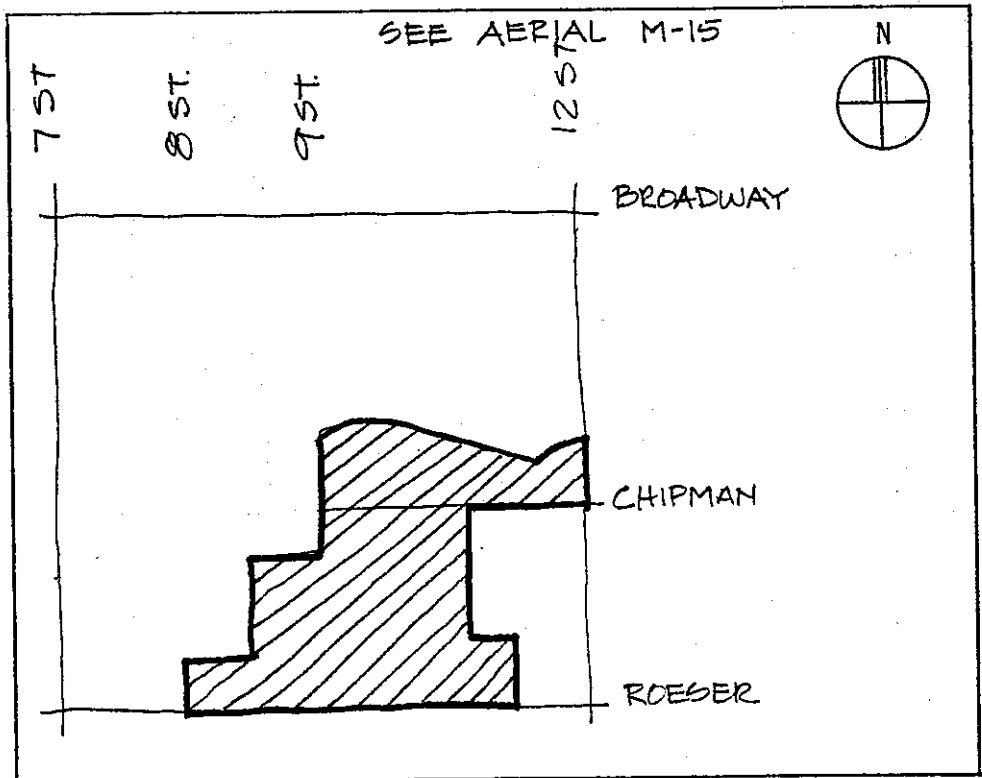 SEE AERIAL M-15
N
7 ST
8 ST.
9 ST.
12 ST
BROADWAY
CHIPMAN
ROESER